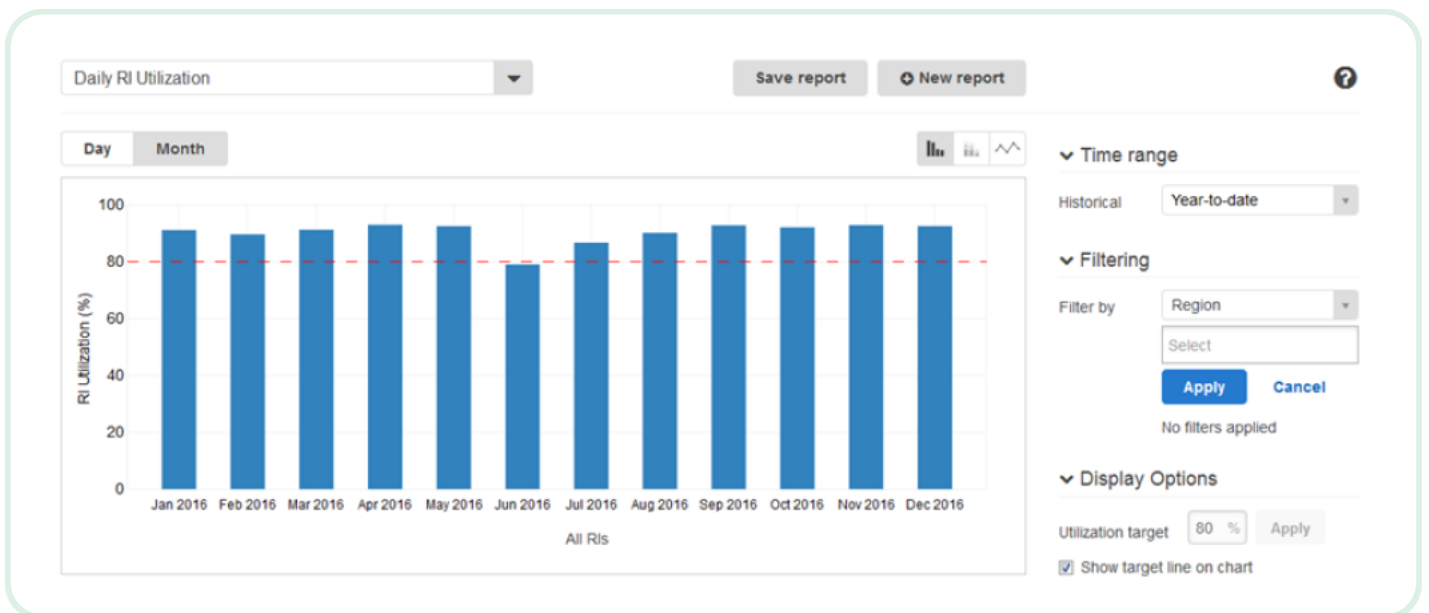 Daily RI Utilization
Save report
New report
Day
Month
Time range
Historical
Year-to-date
Filtering
Filter by
Region
Select
Apply
Cancel
No filters applied
Display Options
Utilization target
80 %
Apply
Show target line on chart
RI Utilization (%)
100
80
60
40
20
0
Jan 2016 Feb 2016 Mar 2016 Apr 2016 May 2016 Jun 2016 Jul 2016 Aug 2016 Sep 2016 Oct 2016 Nov 2016 Dec 2016
All RIs